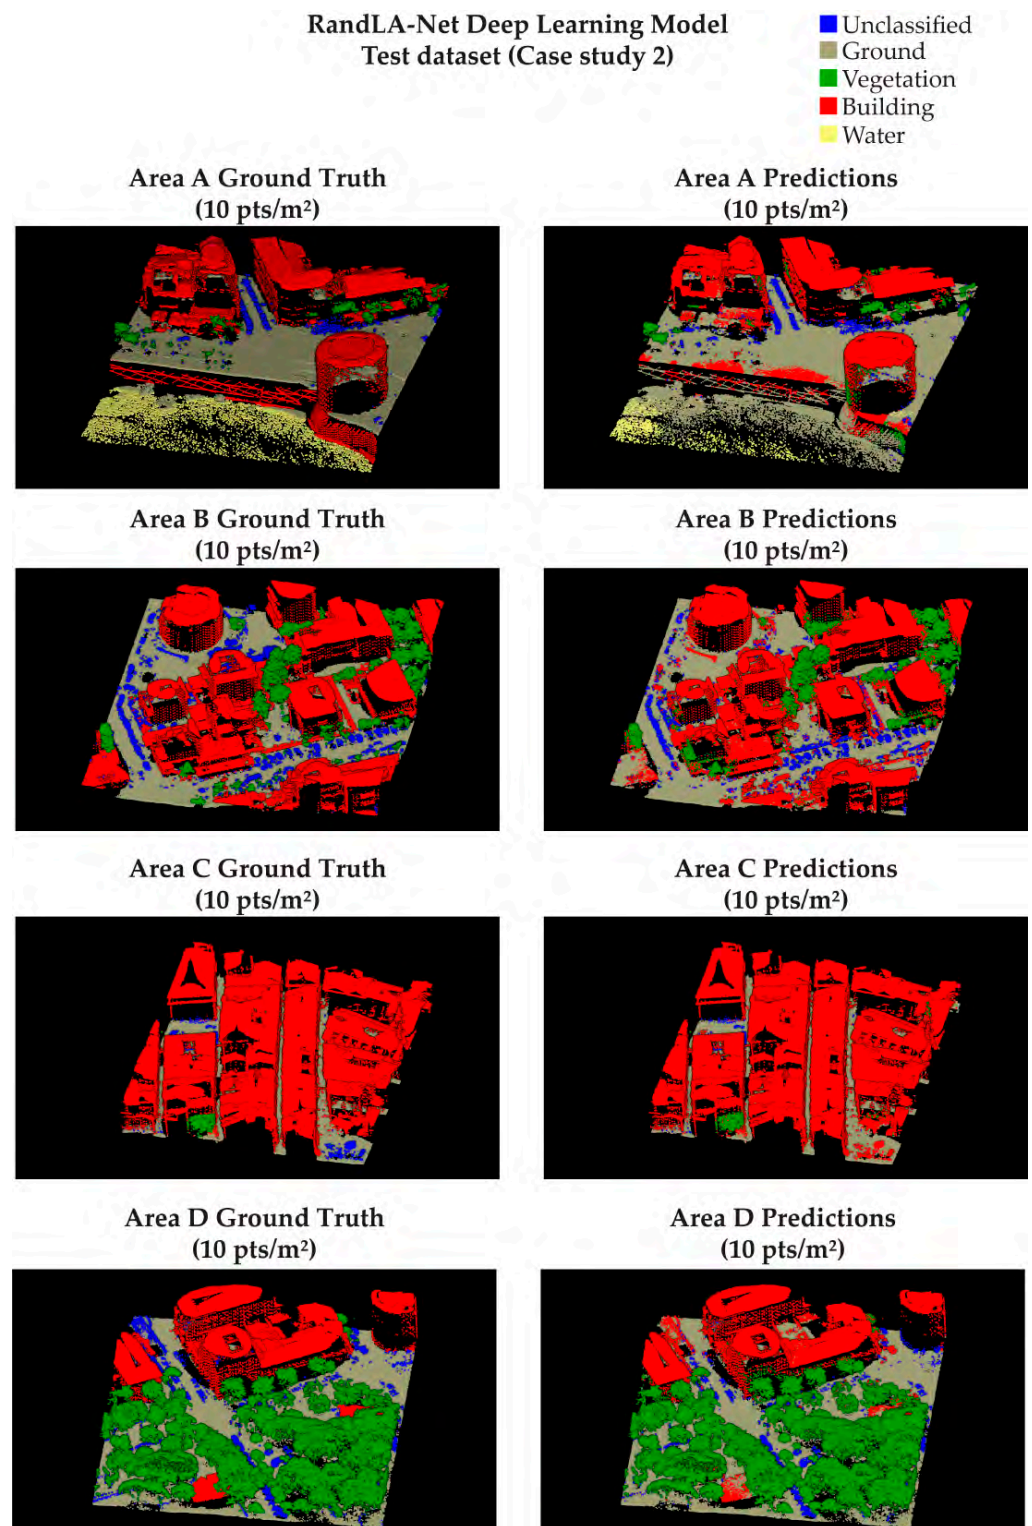 RandLA-Net Deep Learning Model
Test dataset (Case study 2)
Unclassified
Ground
Vegetation
Building
Water
Area A Ground Truth
(10 pts/m²)
Area A Predictions
(10 pts/m²)
Area B Ground Truth
(10 pts/m²)
Area B Predictions
(10 pts/m²)
Area C Ground Truth
(10 pts/m²)
Area C Predictions
(10 pts/m²)
Area D Ground Truth
(10 pts/m²)
Area D Predictions
(10 pts/m²)